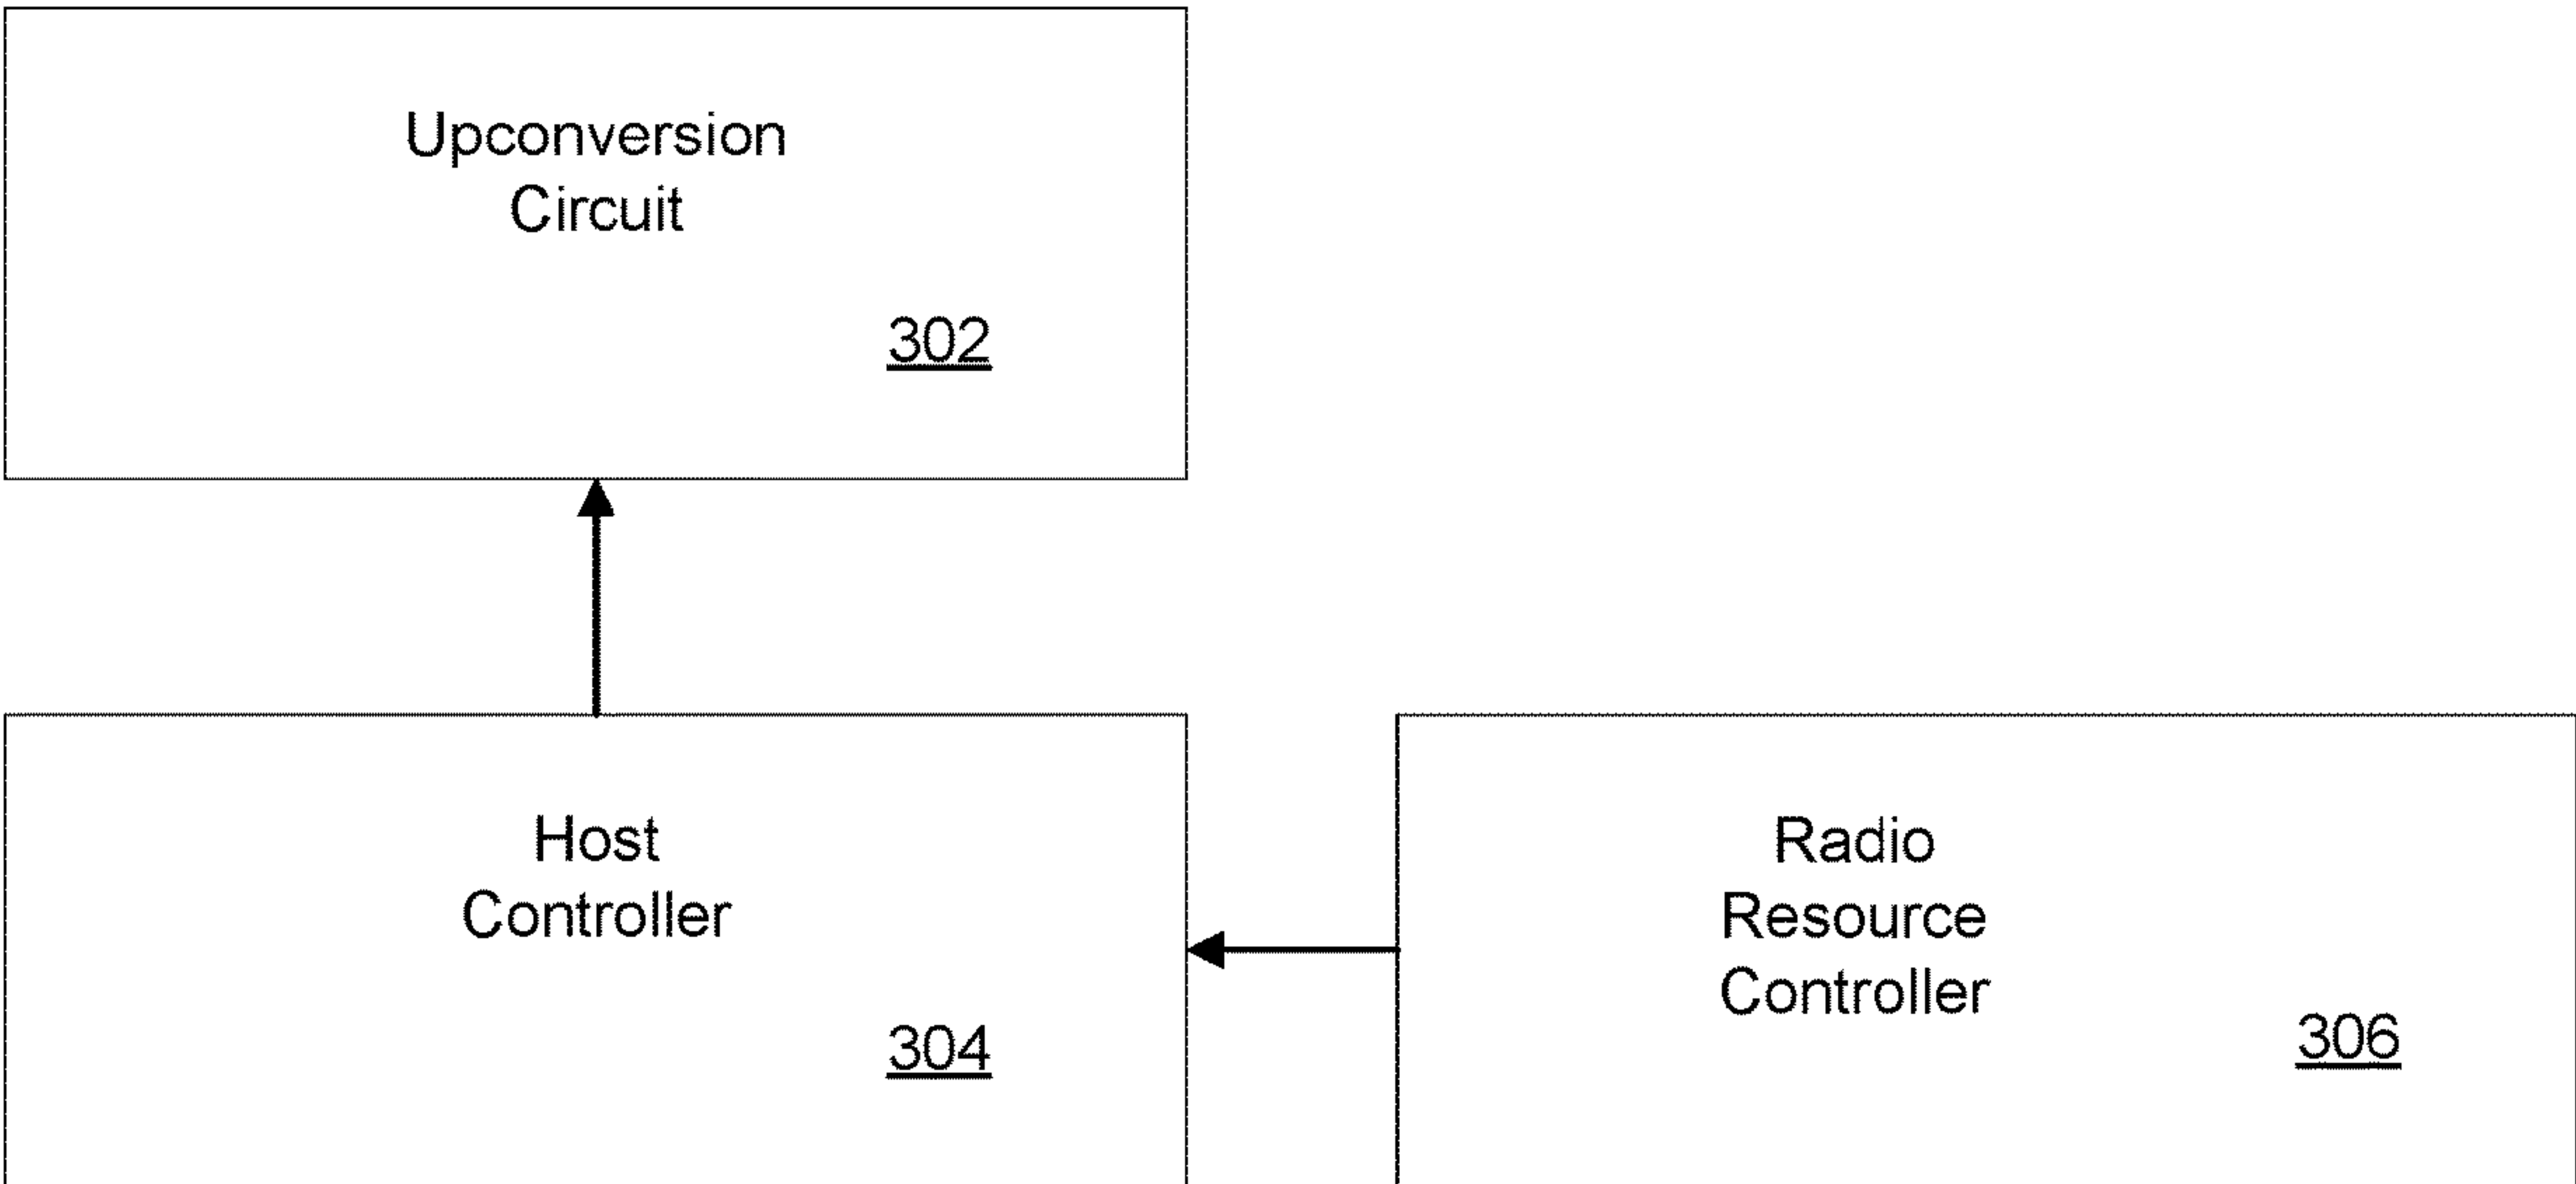 Upconversion
Circuit
302
Host
Controller
304
Radio
Resource
Controller
306